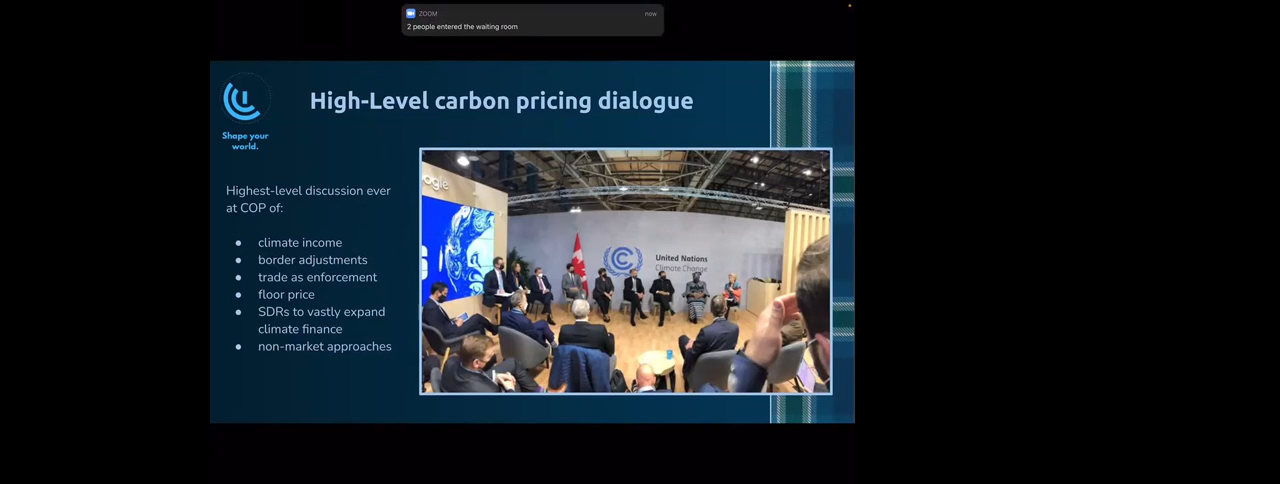 ZOOM
now
2 people entered the waiting room
High-Level carbon pricing dialogue
Shape your
world.
Highest-level discussion ever
at COP of:
● climate income
● border adjustments
● trade as enforcement
● floor price
● SDRs to vastly expand
climate finance
● non-market approaches
ogle
United Nations
Climate Change